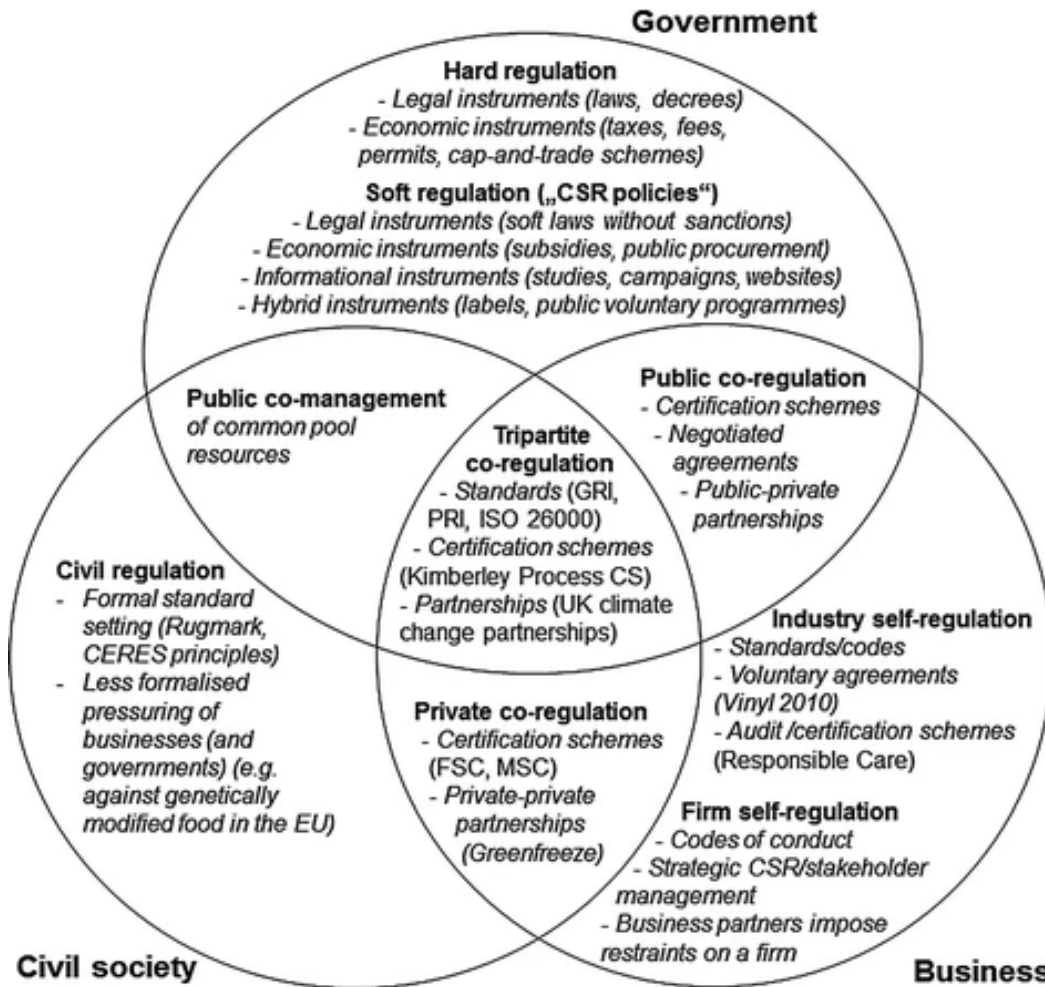 Government
Hard regulation
- Legal instruments (laws, decrees)
- Economic instruments (taxes, fees,
permits, cap-and-trade schemes)
Soft regulation („CSR policies“)
- Legal instruments (soft laws without sanctions)
- Economic instruments (subsidies, public procurement)
- Informational instruments (studies, campaigns, websites)
- Hybrid instruments (labels, public voluntary programmes)
Public co-management
of common pool
resources
Public co-regulation
- Certification schemes
- Negotiated
agreements
- Public-private
partnerships
Tripartite
co-regulation
- Standards (GRI,
PRI, ISO 26000)
- Certification schemes
(Kimberley Process CS)
- Partnerships (UK climate
change partnerships)
Civil regulation
- Formal standard
setting (Rugmark,
CERES principles)
- Less formalised
pressuring of
businesses (and
governments) (e.g.
against genetically
modified food in the EU)
Industry self-regulation
- Standards/codes
- Voluntary agreements
(Vinyl 2010)
- Audit /certification schemes
(Responsible Care)
Private co-regulation
- Certification schemes
(FSC, MSC)
- Private-private
partnerships
(Greenfreeze)
Firm self-regulation
- Codes of conduct
- Strategic CSR/stakeholder
management
- Business partners impose
restraints on a firm
Civil society
Business